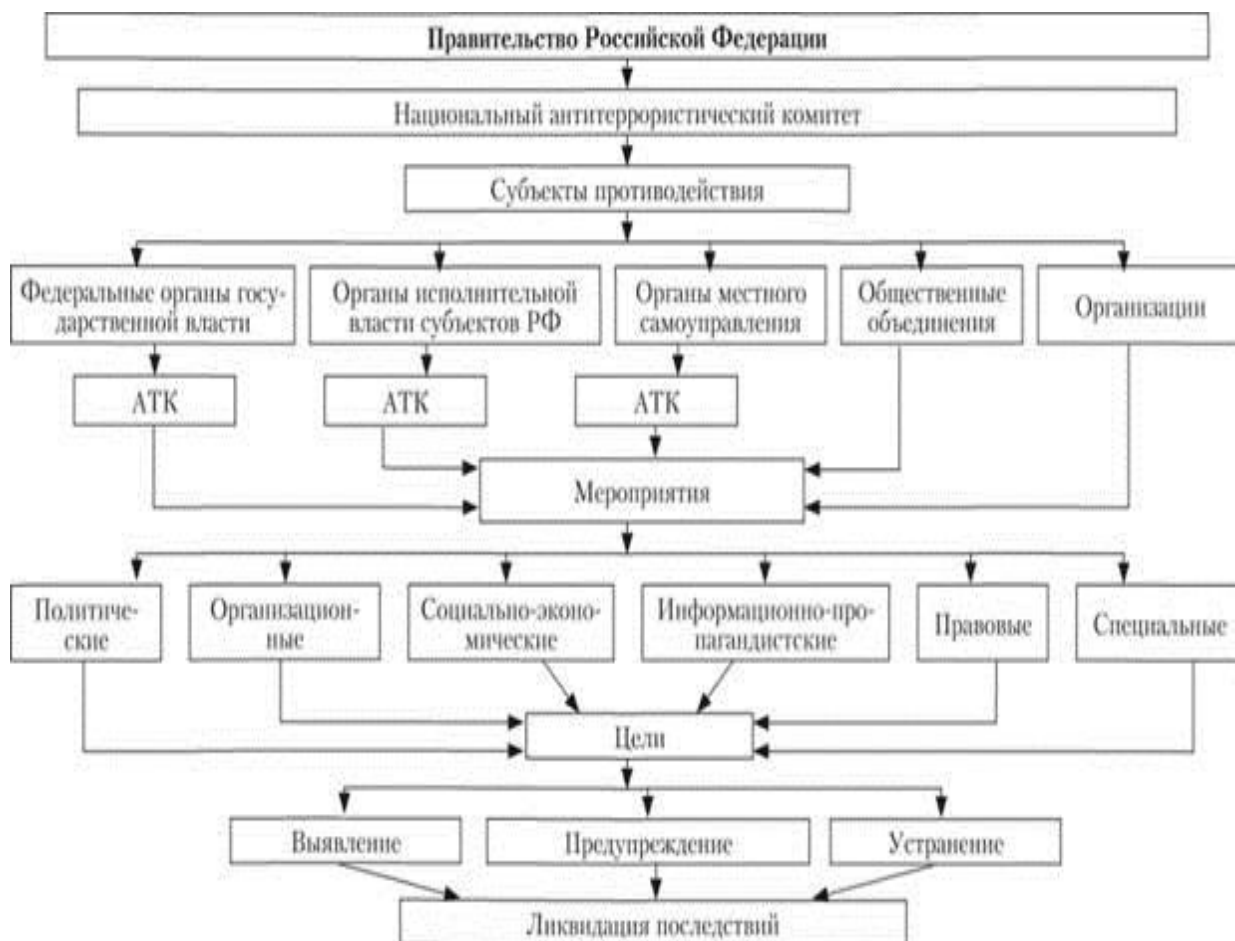 Правительство Российской Федерации
Национальный антитеррористический комитет
Субъекты противодействия
Федеральные органы госу-
дарственной власти
Органы исполнительной
власти субъектов РФ
Органы местного
самоуправления
Общественные
объединения
Организации
АТК
АТК
АТК
Мероприятия
Политиче-
ские
Организацион-
ные
Социально-эконо-
мические
Информационно-про-
пагандистские
Правовые
Специальные
Цели
Выявление
Предупреждение
Устранение
Ликвидация последствий